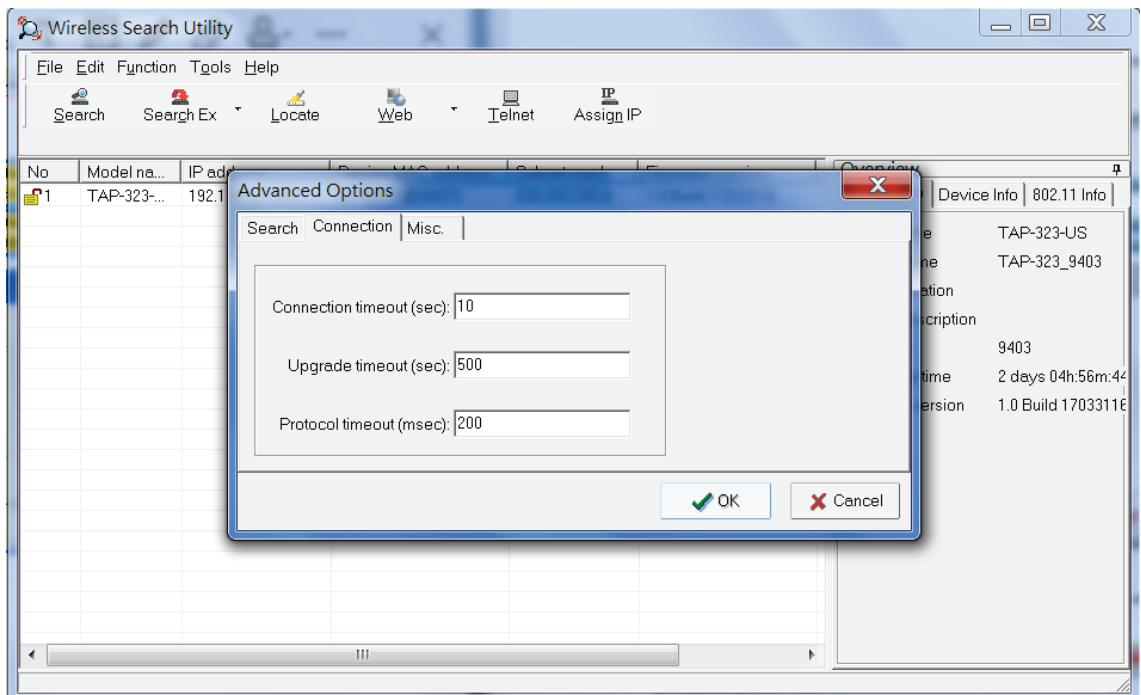 Wireless Search Utility
File Edit Function Tools Help
Search Search Ex Locate Web Telnet IP Assign IP
No Model na... IP add Overview
1 TAP-323-... 192.1
Advanced Options
Device Info 802.11 Info
Search Connection Misc.
e TAP-323-US
me TAP-323_9403
ation
scription
9403
time 2 days 04h:56m:44
ersion 1.0 Build 17033116
Connection timeout (sec): 10
Upgrade timeout (sec): 500
Protocol timeout (msec): 200
OK Cancel